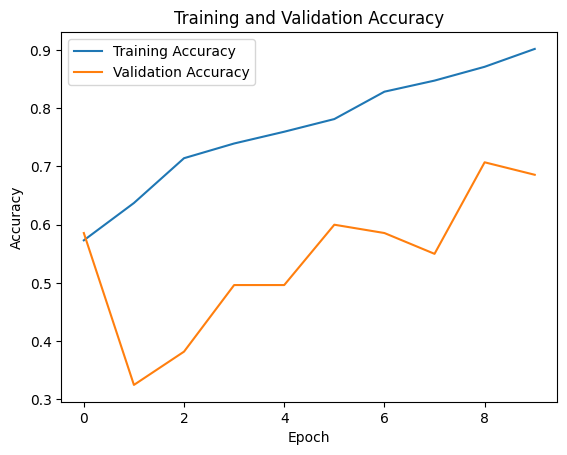 Training and Validation Accuracy
Training Accuracy
Validation Accuracy
0.9
0.8
0.7
0.6
0.5
0.4
0.3
Accuracy
0 2 4 6 8
Epoch